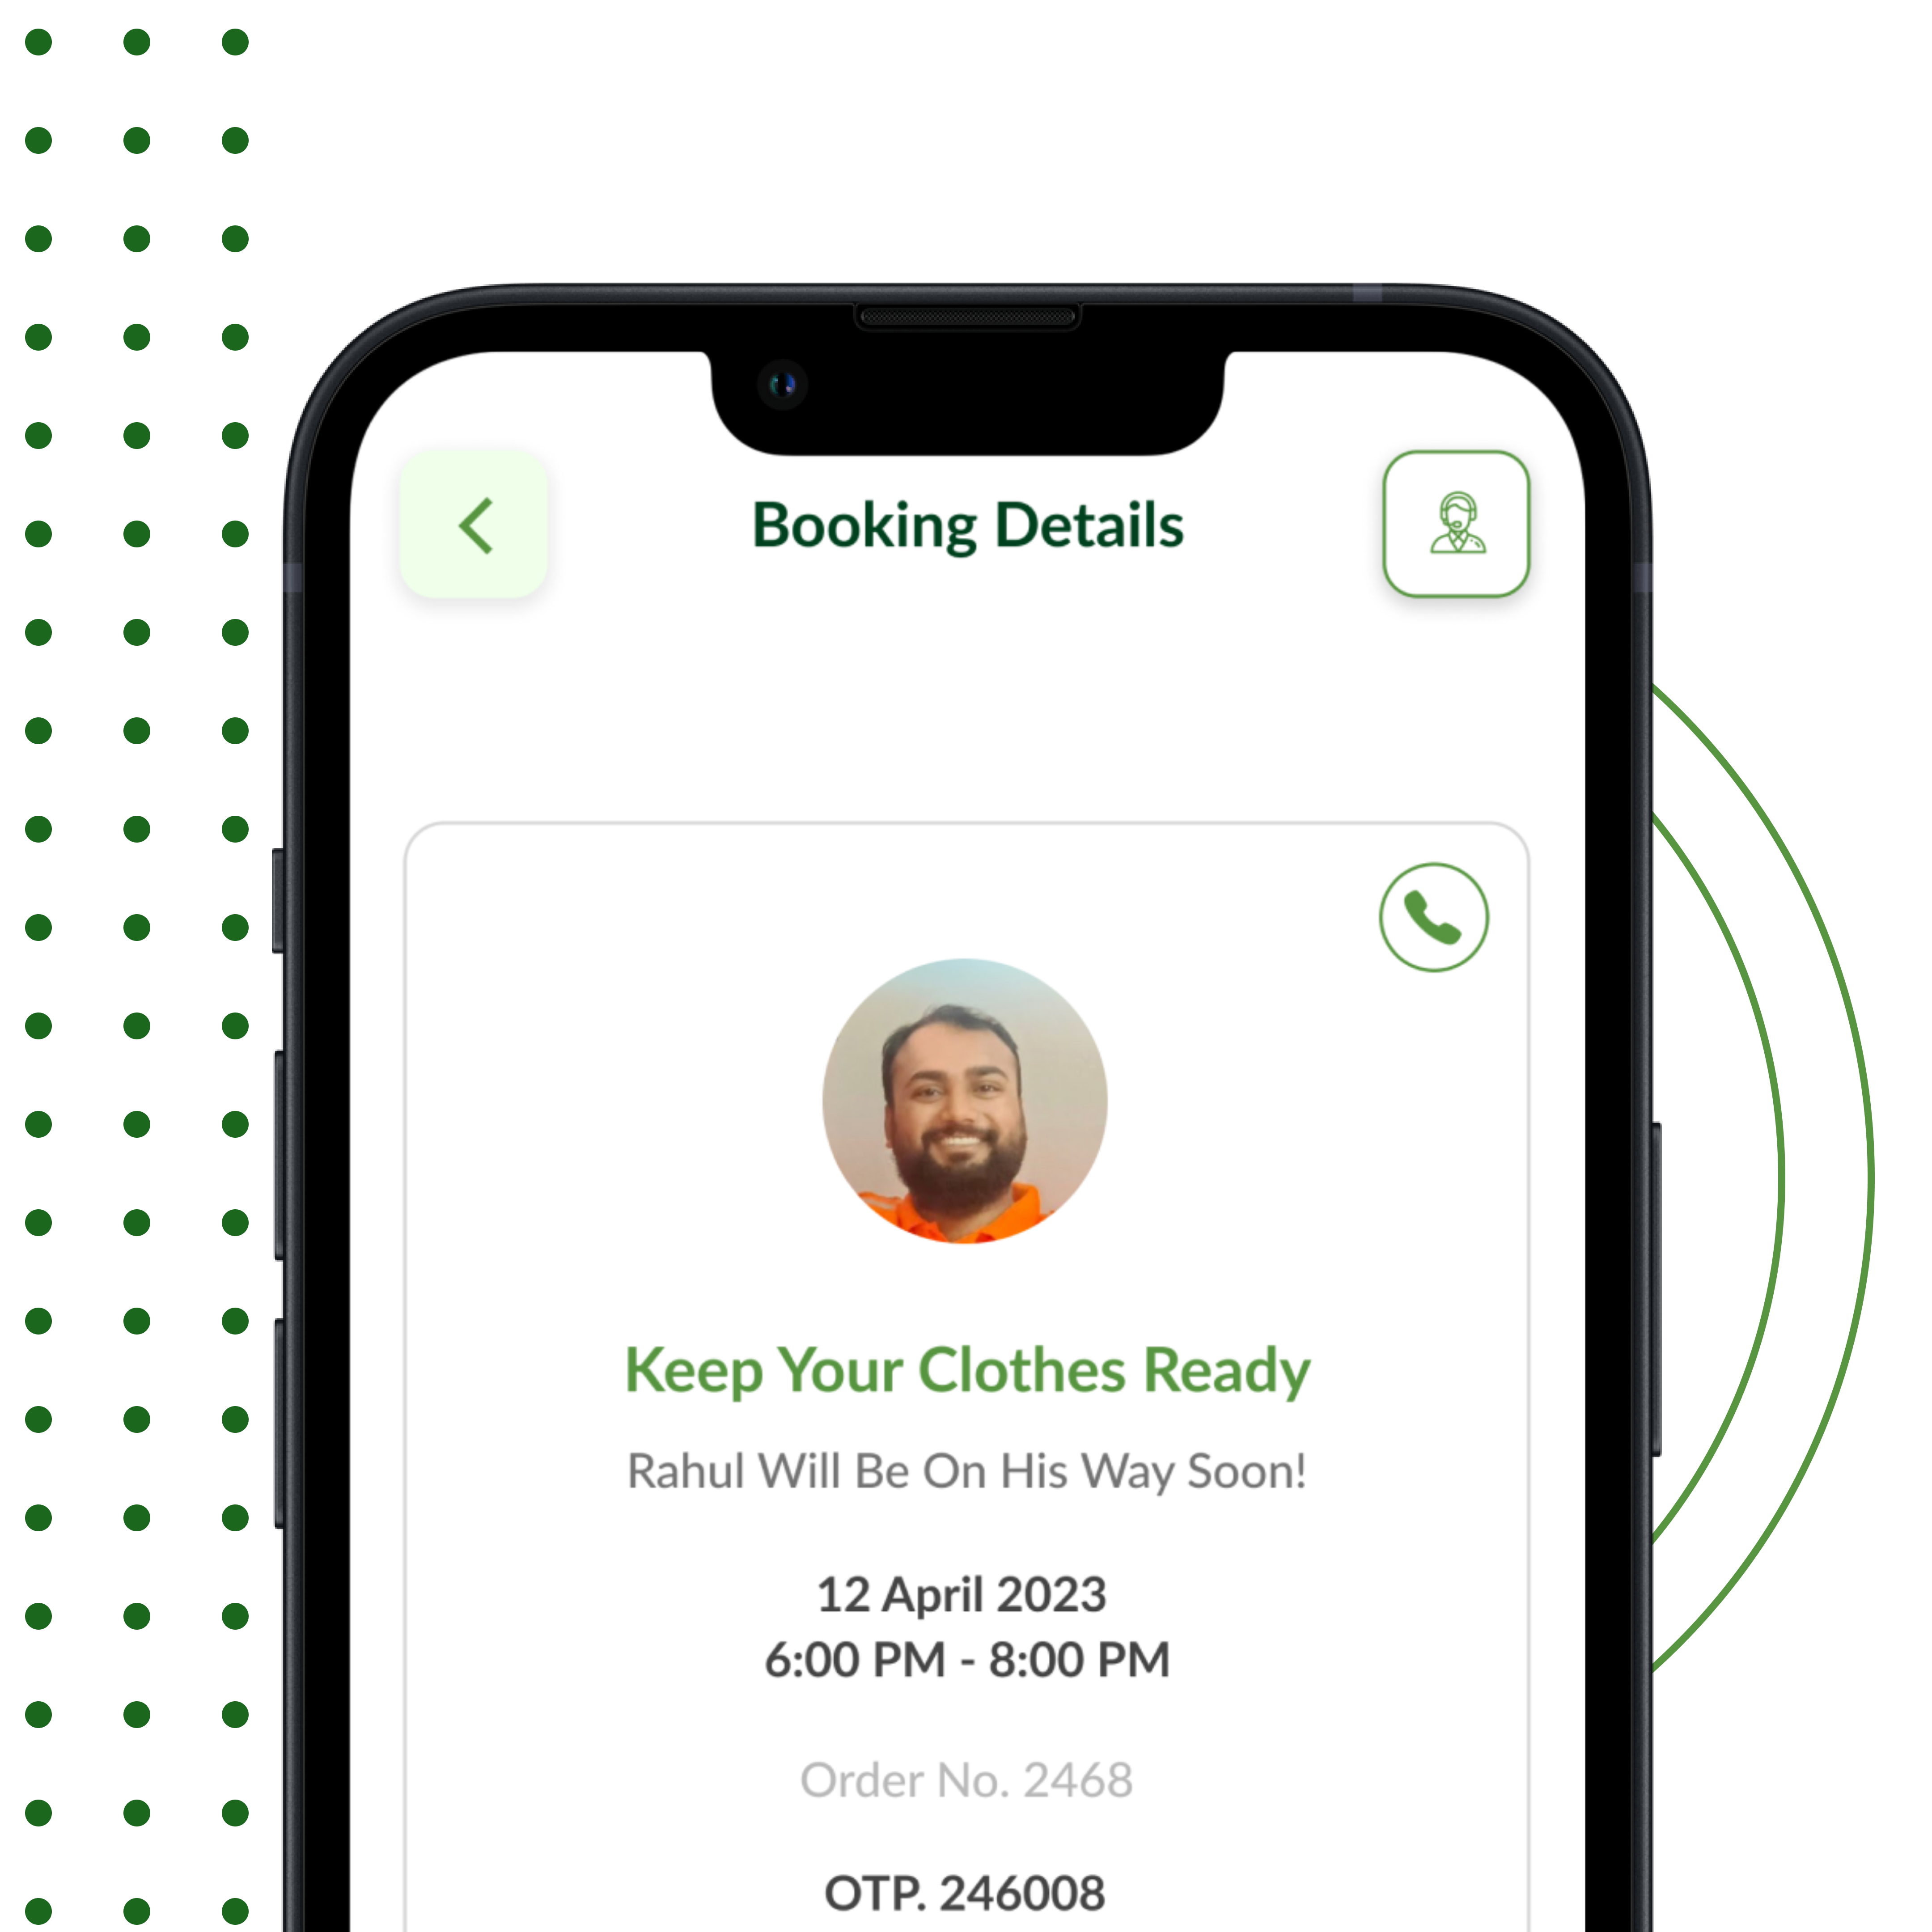 Booking Details
Keep Your Clothes Ready
Rahul Will Be On His Way Soon!
12 April 2023
6:00 PM - 8:00 PM
Order No. 2468
OTP. 246008